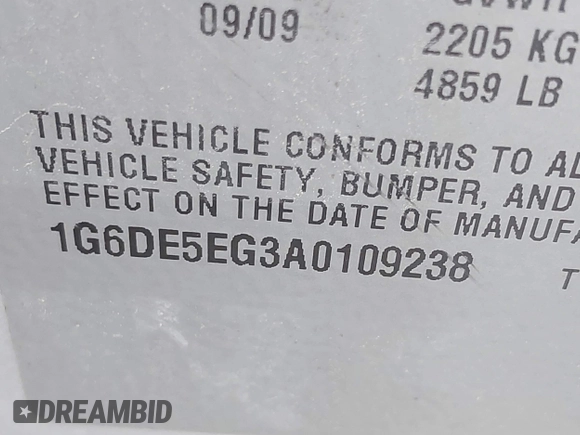 09/09
2205 KG
4859 LB
THIS VEHICLE CONFORMS TO
VEHICLE SAFETY, BUMPER, AND
EFFECT ON THE DATE OF
1G6DE5EG3A0109238
T
DREAMBID